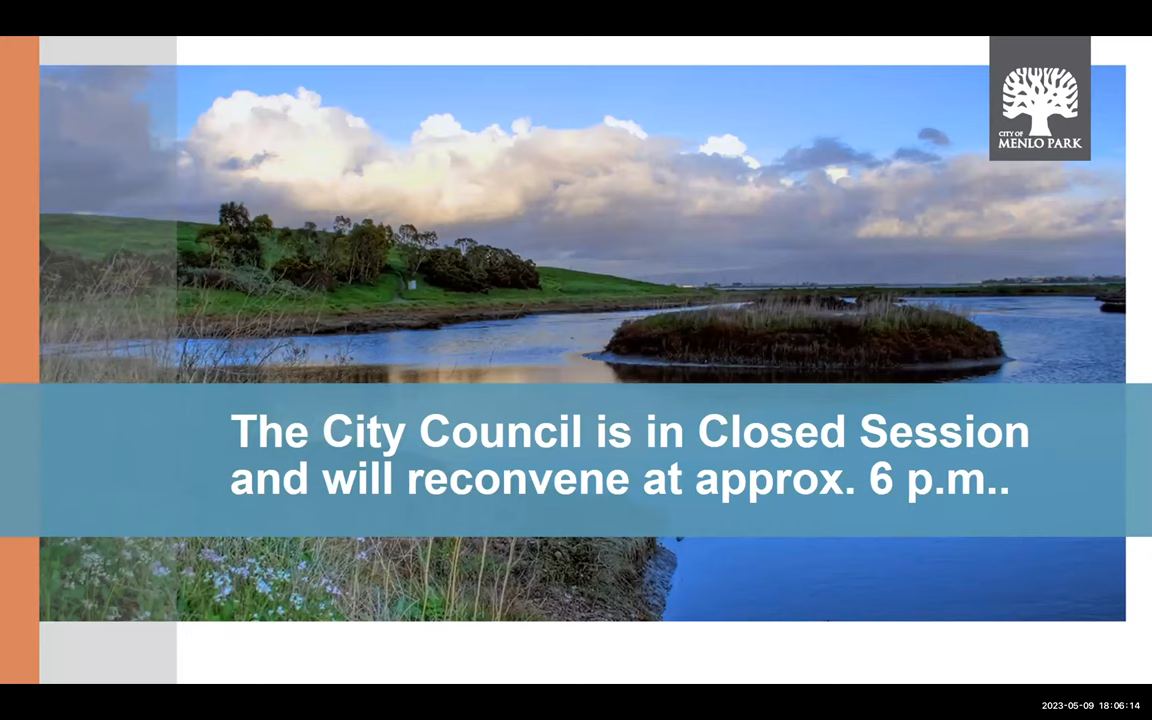 CITY OF
MENLO PARK
The City Council is in Closed Session
and will reconvene at approx. 6 p.m..
2023-05-09 18:06:14